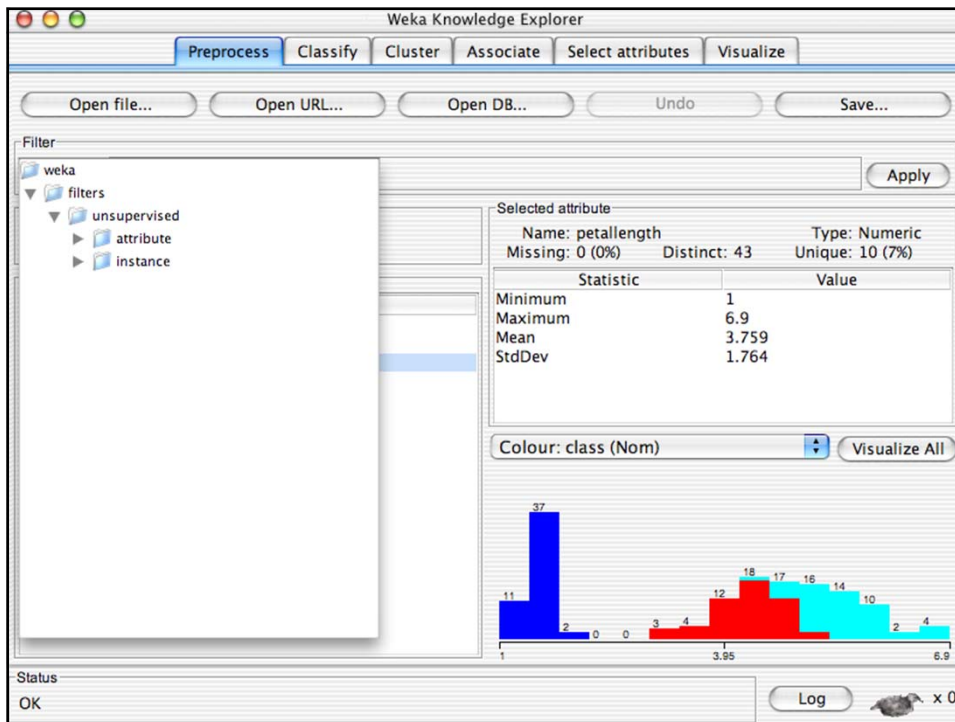 Weka Knowledge Explorer
Preprocess Classify Cluster Associate Select attributes Visualize
Open file... Open URL... Open DB... Undo Save...
Filter
weka
filters
unsupervised
attribute
instance
Apply
Selected attribute
Name: petallength Type: Numeric
Missing: 0 (0%) Distinct: 43 Unique: 10 (7%)
Statistic Value
Minimum 1
Maximum 6.9
Mean 3.759
StdDev 1.764
Colour: class (Nom) Visualize All
11 37 2 0 0 3 4 12 18 17 16 14 10 2 4
1 3.95 6.9
Status
OK
Log x 0